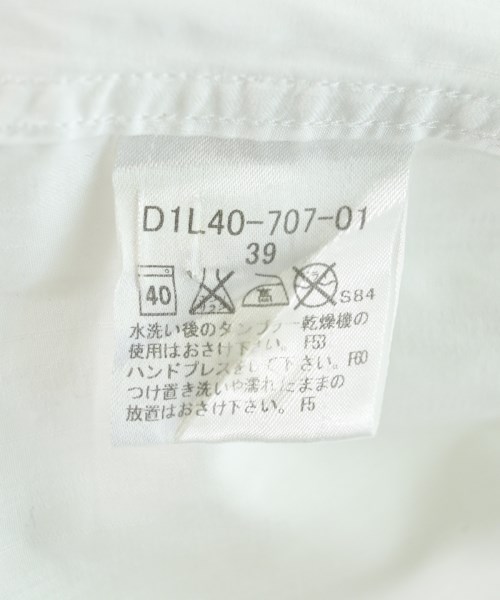 D1L40-707-01
39
40 高 S84
水洗い後のタンブラー乾燥機の
使用はおさけ下さい。 F53
ハンドプレスをして下さい。 F60
つけ置き洗いや濡れたままの
放置はおさけ下さい。 F5